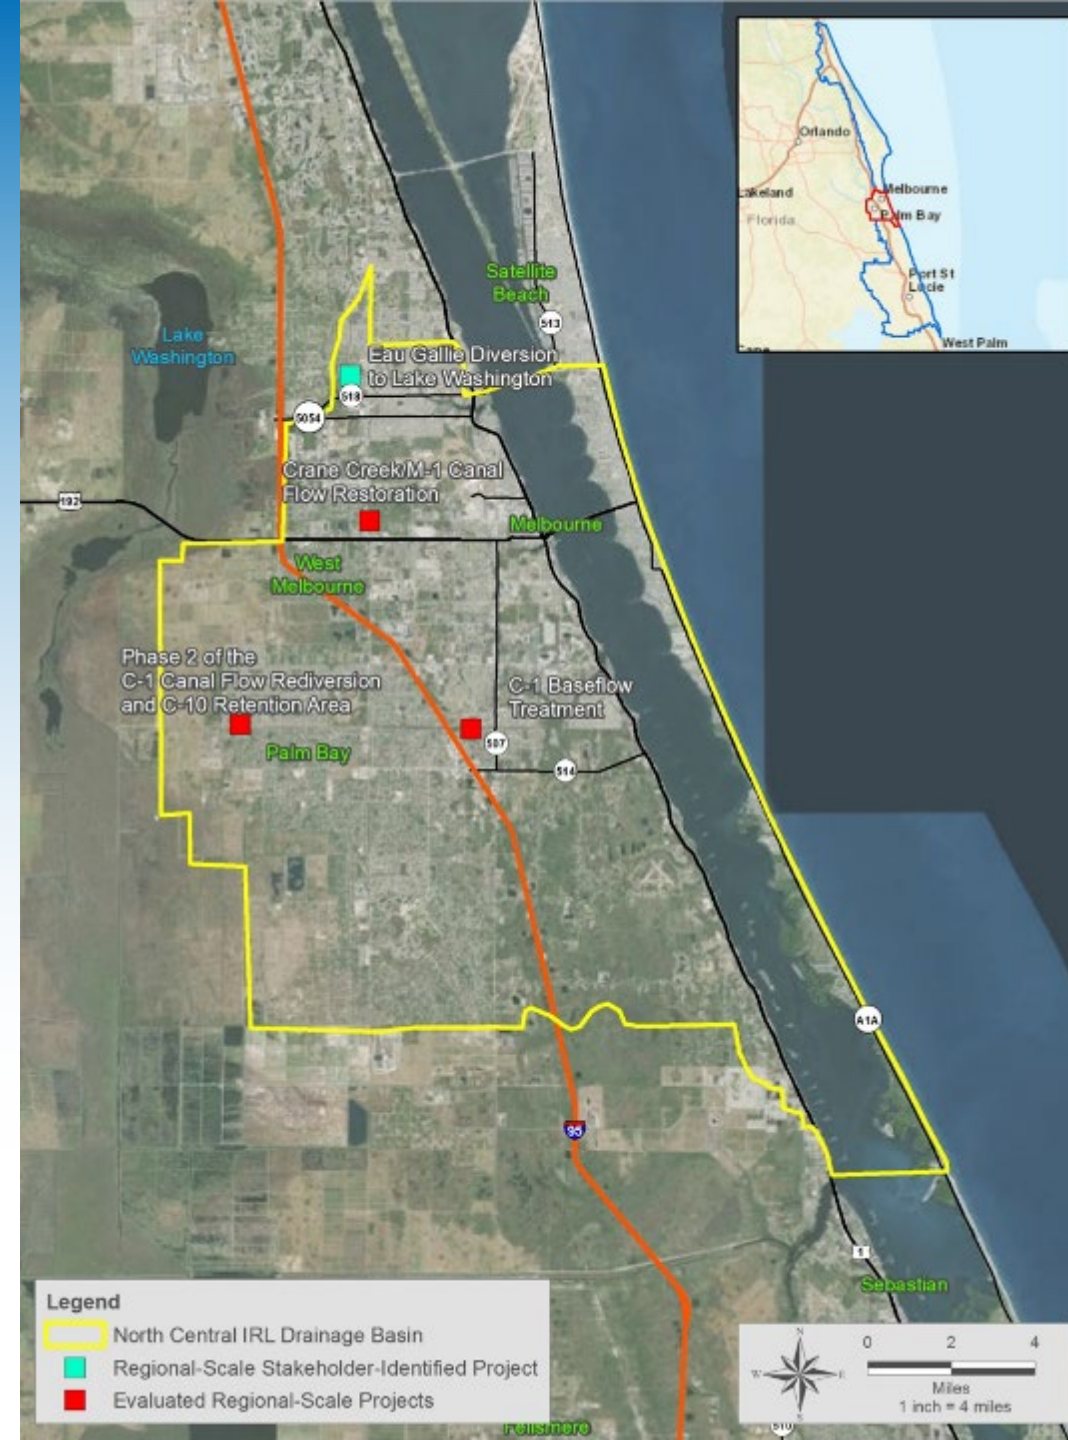 Orlando
Lakeland
Melbourne
Palm Bay
Florida
Port St
Lucie
West Palm
Satellite
Beach
513
Lake
Washington
Eau Gallie Diversion
to Lake Washington
518
5054
Crane Creek/M-1 Canal
Flow Restoration
192
Melbourne
West
Melbourne
Phase 2 of the
C-1 Canal Flow Rediversion
and C-10 Retention Area
C-1 Baseflow
Treatment
507
Palm Bay
514
A1A
95
1
Sebastian
Legend
North Central IRL Drainage Basin
Regional-Scale Stakeholder-Identified Project
Evaluated Regional-Scale Projects
N
W
E
S
0 2 4
Miles
1 inch = 4 miles
Fellsmere
510